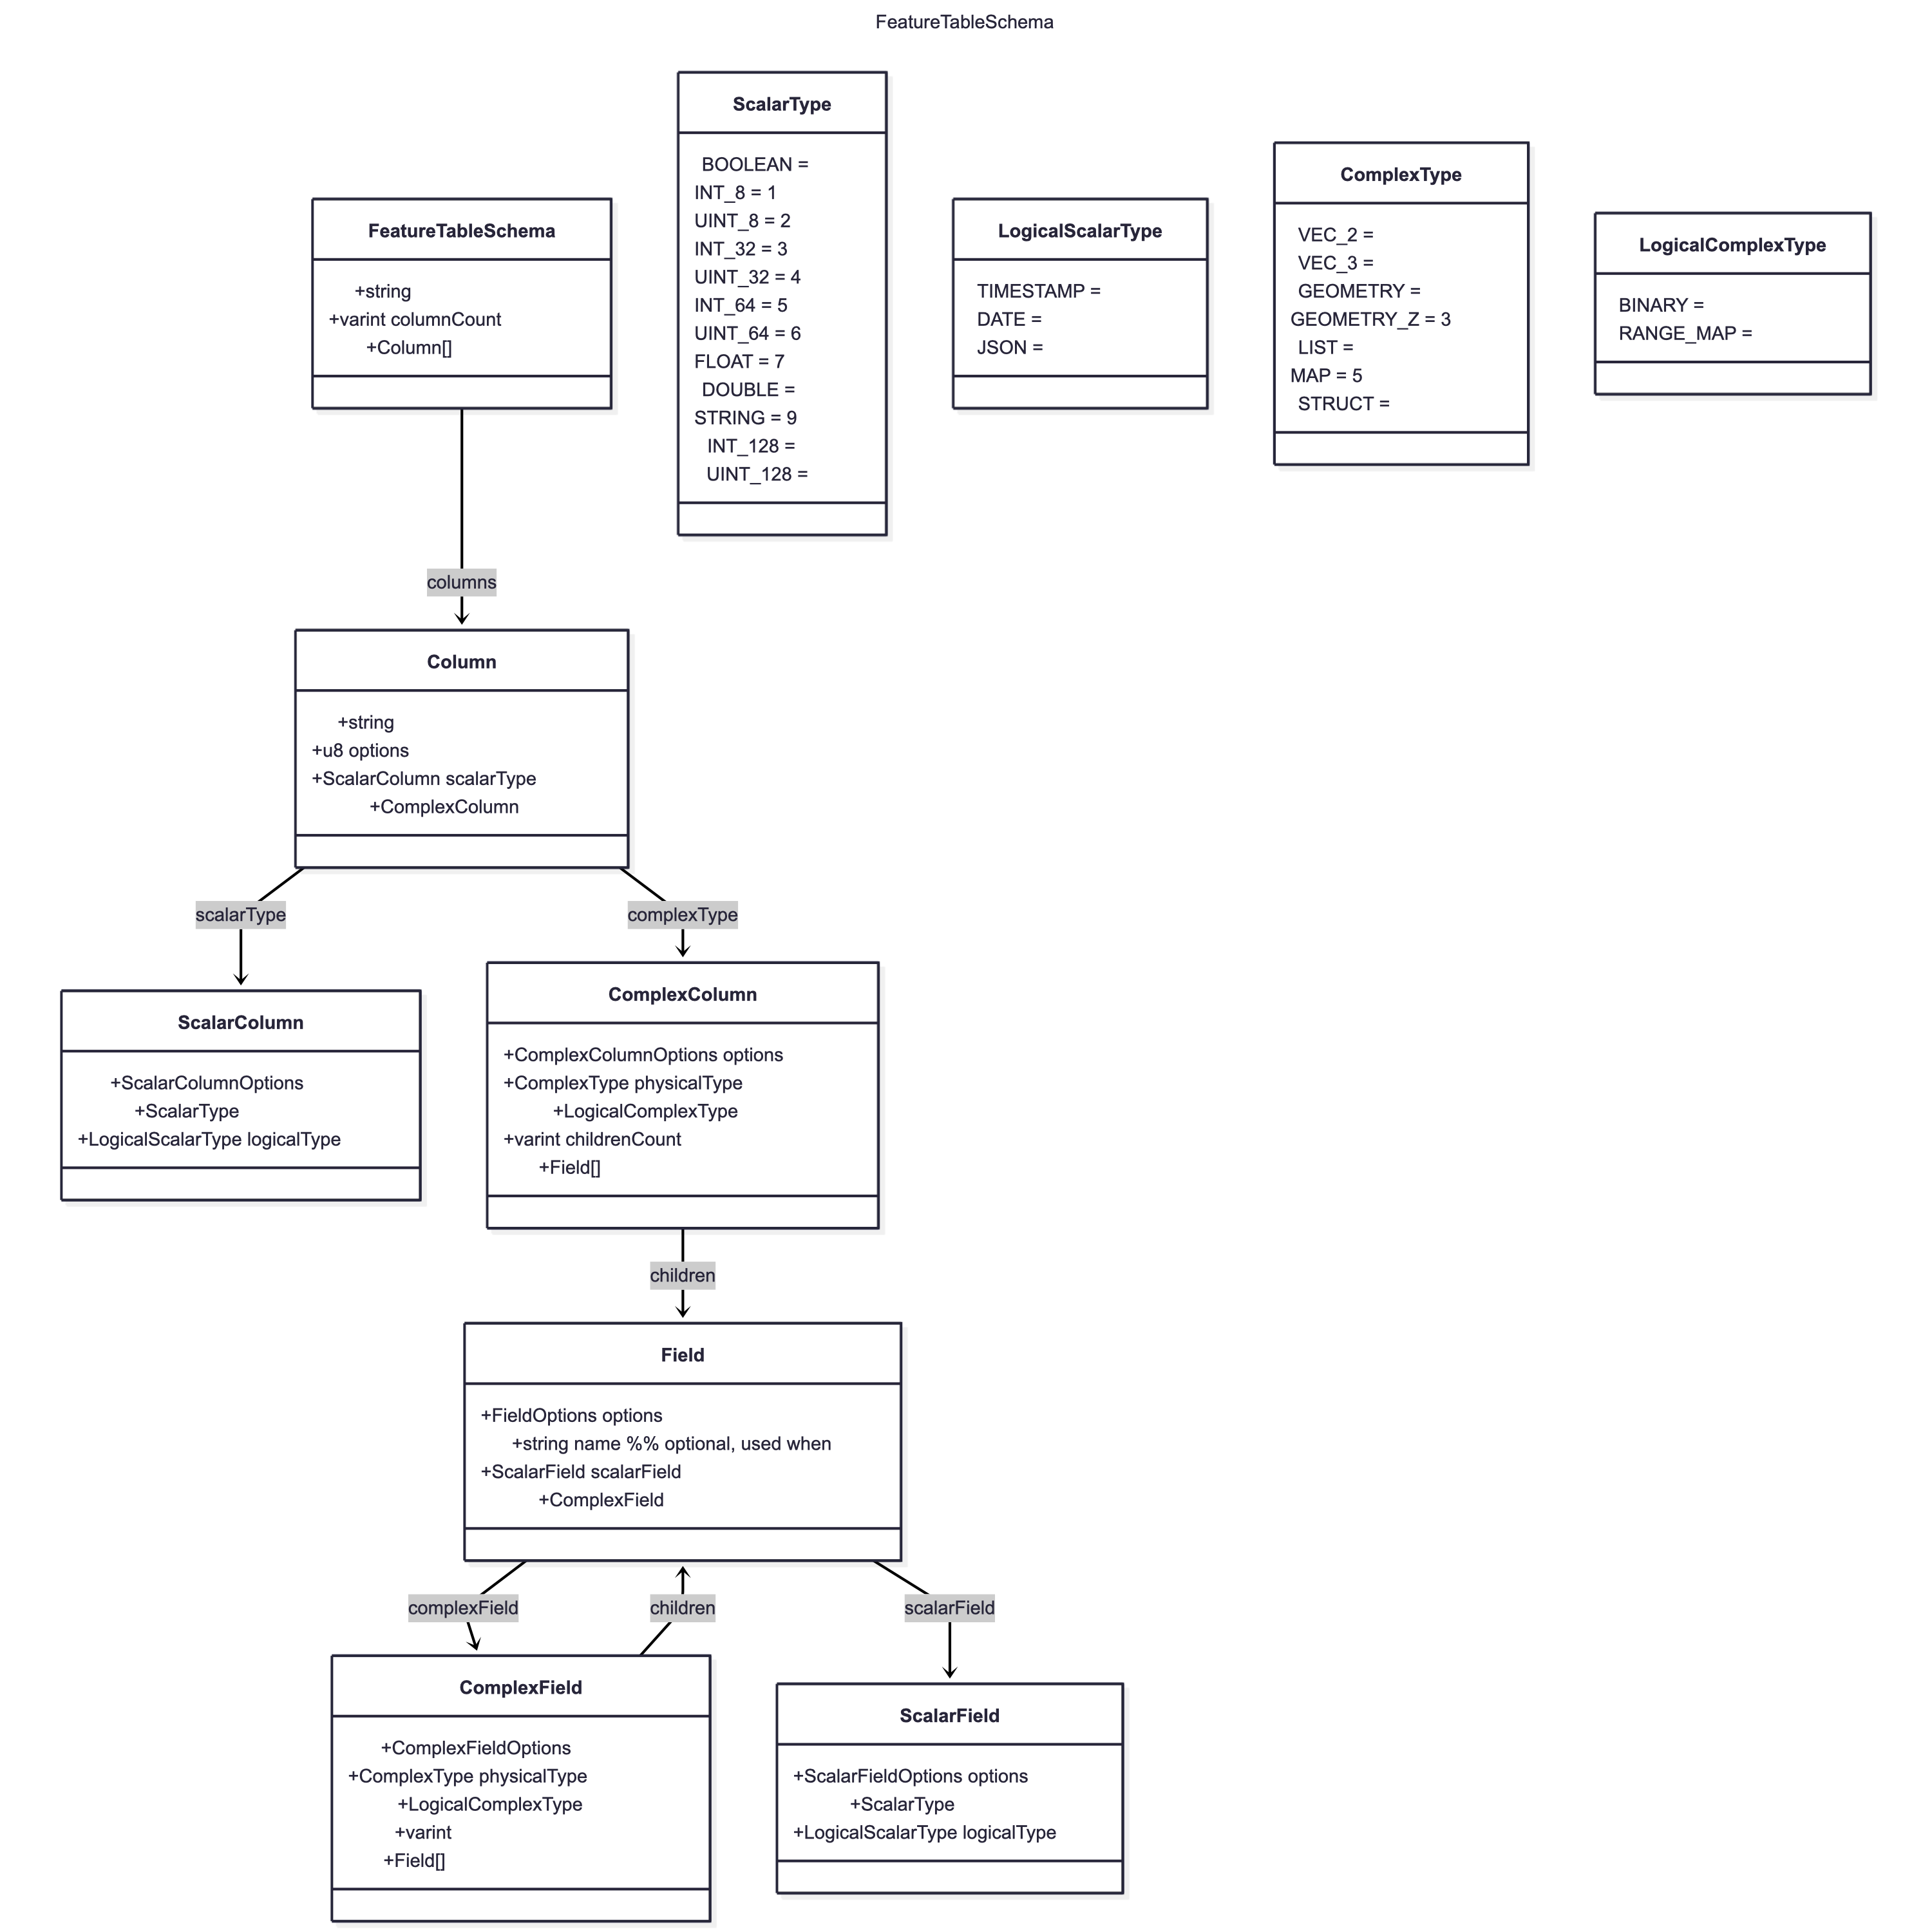 FeatureTableSchema
ScalarType
BOOLEAN =
INT_8 = 1
UINT_8 = 2
INT_32 = 3
UINT_32 = 4
INT_64 = 5
UINT_64 = 6
FLOAT = 7
DOUBLE =
STRING = 9
INT_128 =
UINT_128 =
ComplexType
VEC_2 =
VEC_3 =
GEOMETRY =
GEOMETRY_Z = 3
LIST =
MAP = 5
STRUCT =
FeatureTableSchema
+string
+varint columnCount
+Column[]
LogicalScalarType
TIMESTAMP =
DATE =
JSON =
LogicalComplexType
BINARY =
RANGE_MAP =
columns
Column
+string
+u8 options
+ScalarColumn scalarType
+ComplexColumn
scalarType
complexType
ScalarColumn
+ScalarColumnOptions
+ScalarType
+LogicalScalarType logicalType
ComplexColumn
+ComplexColumnOptions options
+ComplexType physicalType
+LogicalComplexType
+varint childrenCount
+Field[]
children
Field
+FieldOptions options
+string name %% optional, used when
+ScalarField scalarField
+ComplexField
complexField
children
scalarField
ComplexField
+ComplexFieldOptions
+ComplexType physicalType
+LogicalComplexType
+varint
+Field[]
ScalarField
+ScalarFieldOptions options
+ScalarType
+LogicalScalarType logicalType